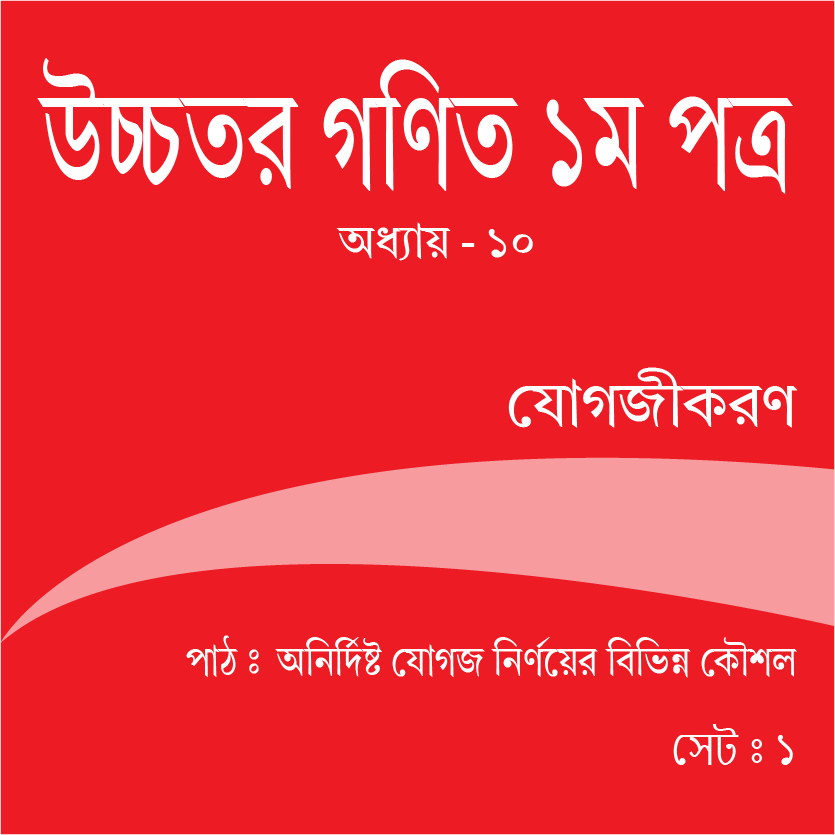 উচ্চতর গণিত ১ম পত্র
অধ্যায় - ১০
যোগজীকরণ
পাঠ ঃ অনির্দিষ্ট যোগজ নির্ণয়ের বিভিন্ন কৌশল
সেট ঃ ১